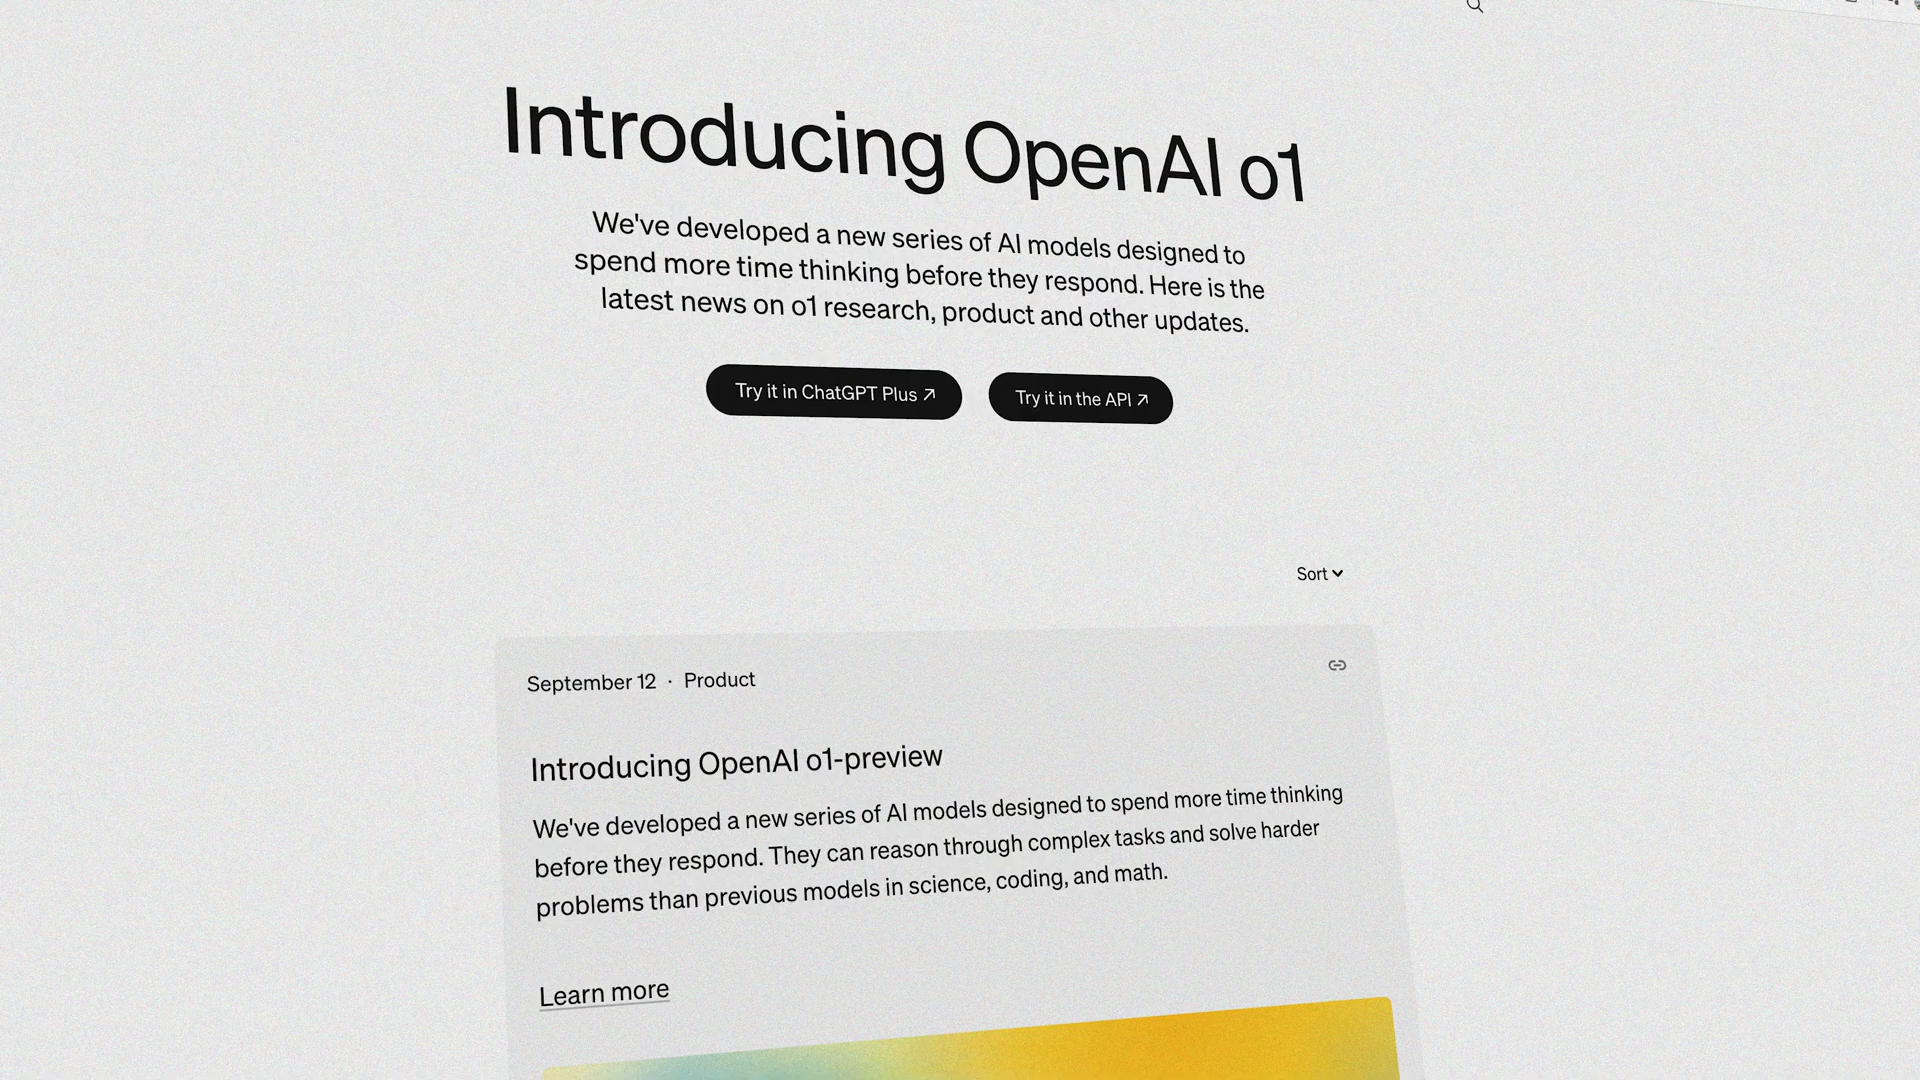 Introducing OpenAI o1
We've developed a new series of AI models designed to
spend more time thinking before they respond. Here is the
latest news on o1 research, product and other updates.
Try it in ChatGPT Plus ↗
Try it in the API ↗
Sort
September 12 · Product
Introducing OpenAI o1-preview
We've developed a new series of AI models designed to spend more time thinking
before they respond. They can reason through complex tasks and solve harder
problems than previous models in science, coding, and math.
Learn more